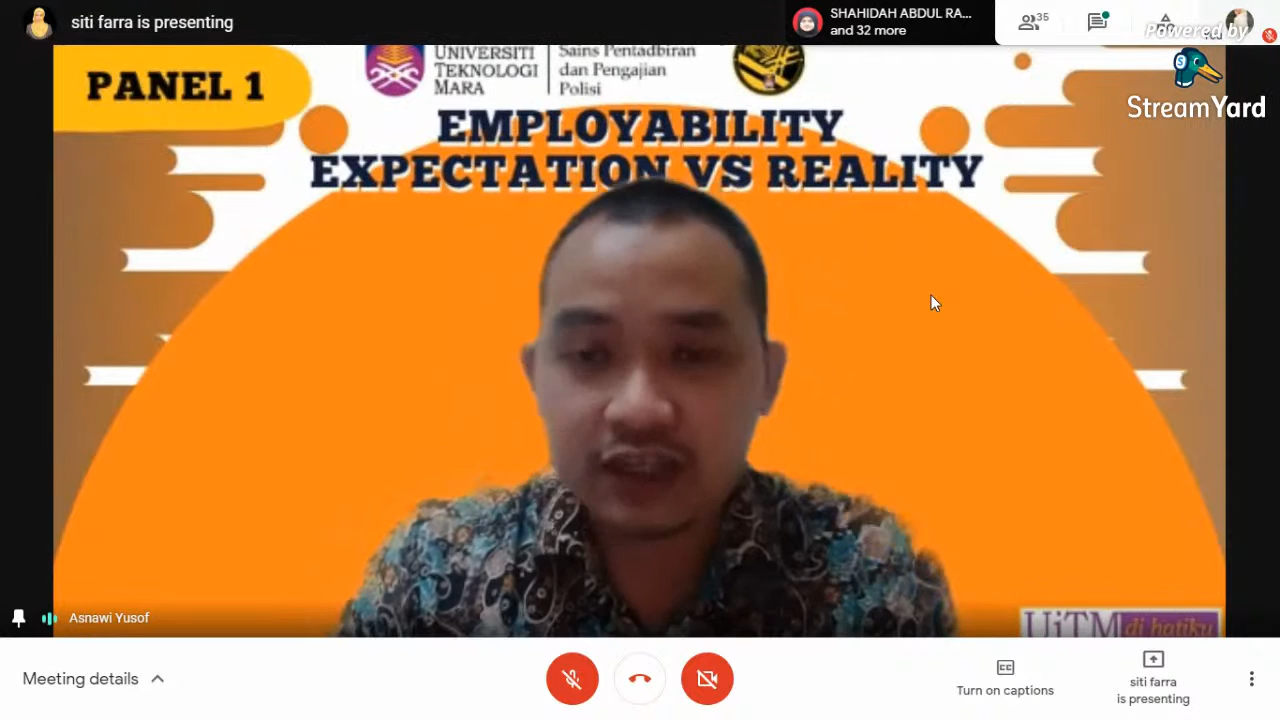 siti farra is presenting
SHAHIDAH ABDUL RA...
and 32 more
35
Powered by
StreamYard
PANEL 1
UNIVERSITI
TEKNOLOGI
MARA
Sains Pentadbiran
dan Pengajian
Polisi
EMPLOYABILITY
EXPECTATION VS REALITY
Asnawi Yusof
UiTM di hatiku
Meeting details
CC
Turn on captions
siti farra
is presenting